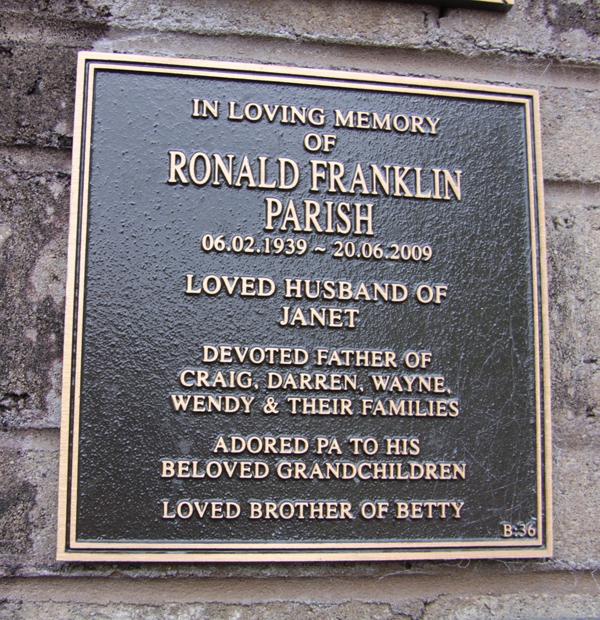 IN LOVING MEMORY
OF
RONALD FRANKLIN
PARISH
06.02.1939 ~ 20.06.2009
LOVED HUSBAND OF
JANET
DEVOTED FATHER OF
CRAIG, DARREN, WAYNE,
WENDY & THEIR FAMILIES
ADORED PA TO HIS
BELOVED GRANDCHILDREN
LOVED BROTHER OF BETTY
B:36